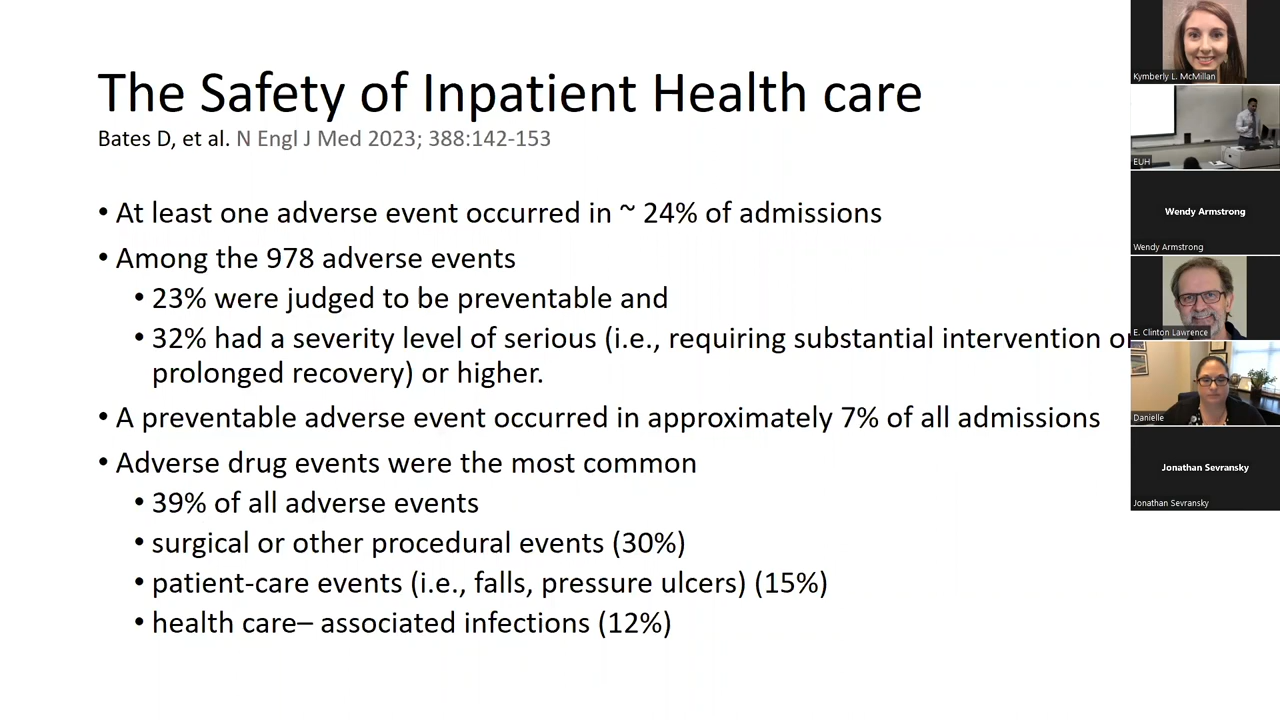 The Safety of Inpatient Health care
Bates D, et al. N Engl J Med 2023; 388:142-153
• At least one adverse event occurred in ~ 24% of admissions
• Among the 978 adverse events
• 23% were judged to be preventable and
• 32% had a severity level of serious (i.e., requiring substantial intervention or
prolonged recovery) or higher.
• A preventable adverse event occurred in approximately 7% of all admissions
• Adverse drug events were the most common
• 39% of all adverse events
• surgical or other procedural events (30%)
• patient-care events (i.e., falls, pressure ulcers) (15%)
• health care– associated infections (12%)
Kymberly L. McMillan
EUH
Wendy Armstrong
Wendy Armstrong
E. Clinton Lawrence
Danielle
Jonathan Sevransky
Jonathan Sevransky